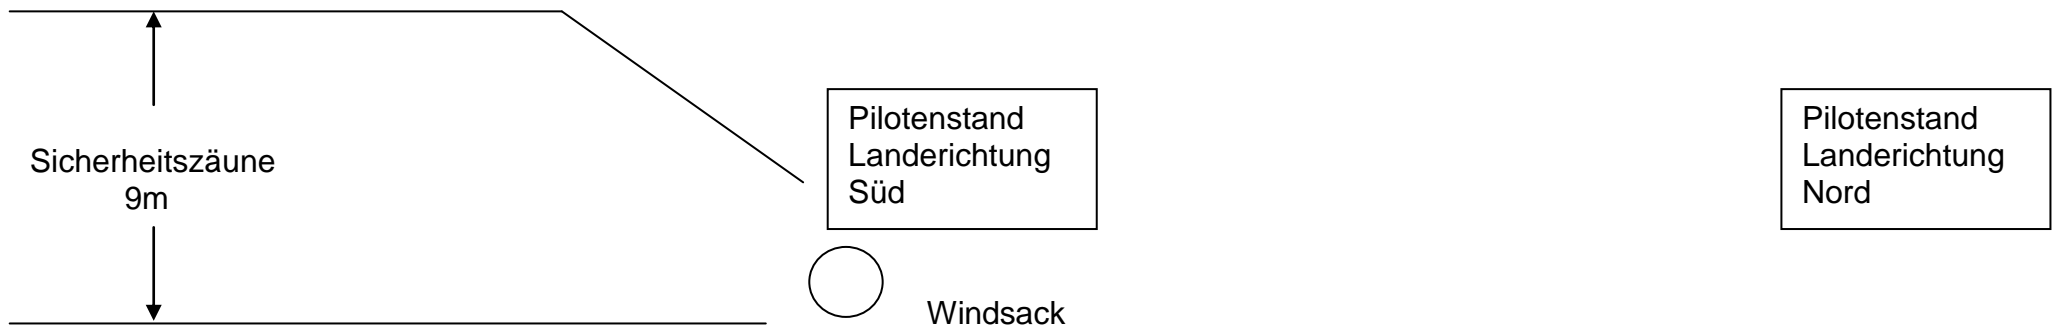 Sicherheitszäune
9m
Pilotenstand
Landerichtung
Süd
Windsack
Pilotenstand
Landerichtung
Nord